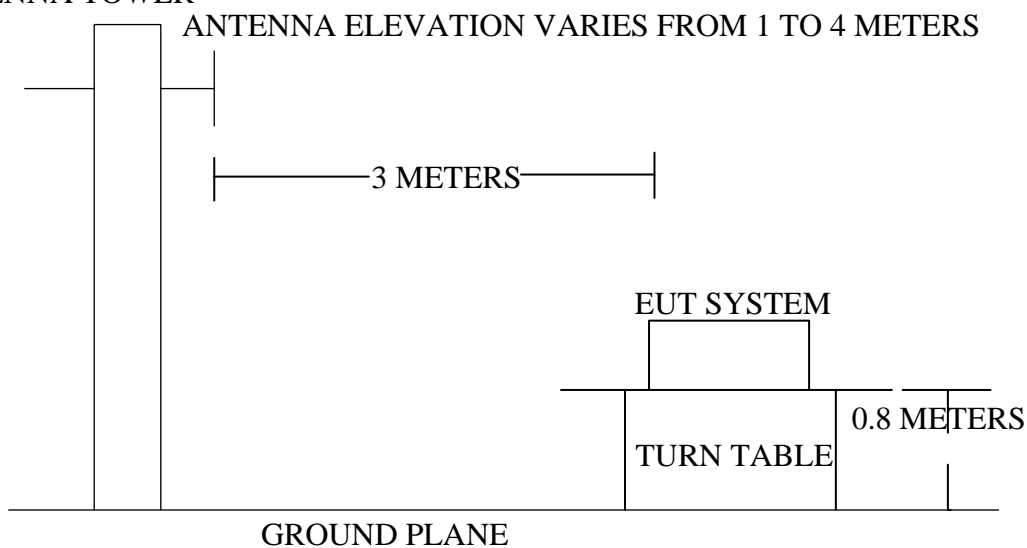 TOWER
ANTENNA ELEVATION VARIES FROM 1 TO 4 METERS
3 METERS
EUT SYSTEM
0.8 METERS
TURN TABLE
GROUND PLANE